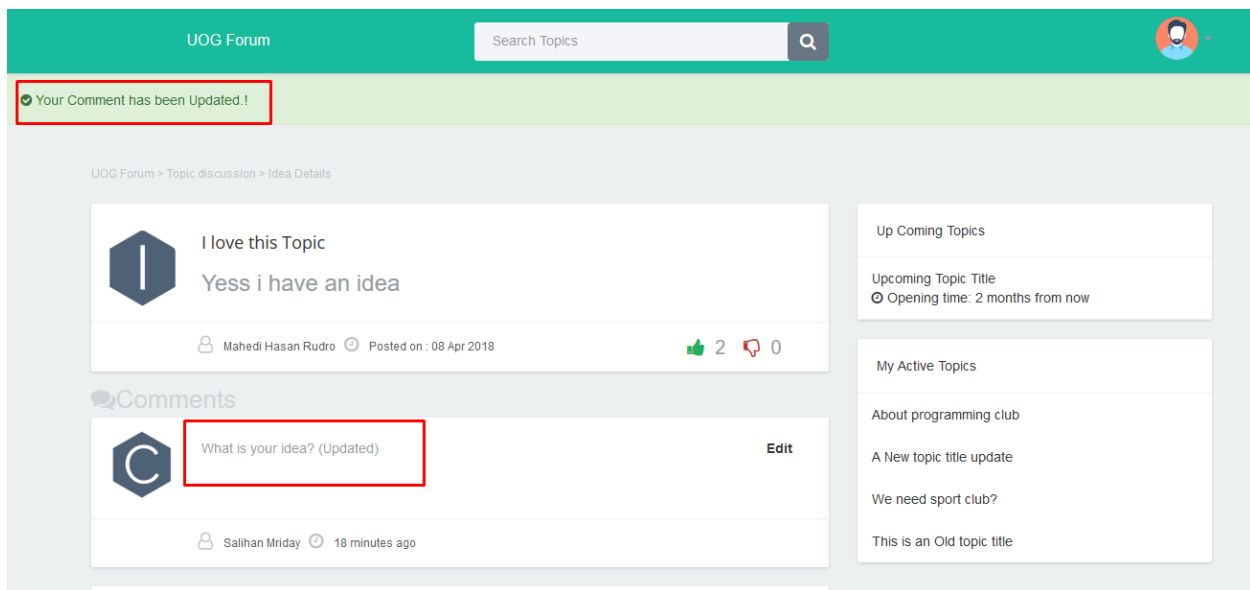 UOG Forum
Search Topics
Your Comment has been Updated.!
UOG Forum > Topic discussion > Idea Details
I
I love this Topic
Yess i have an idea
Mahedi Hasan Rudro Posted on : 08 Apr 2018
2 0
Comments
C
What is your idea? (Updated)
Edit
Salihan Mriday 18 minutes ago
Up Coming Topics
Upcoming Topic Title
Opening time: 2 months from now
My Active Topics
About programming club
A New topic title update
We need sport club?
This is an Old topic title